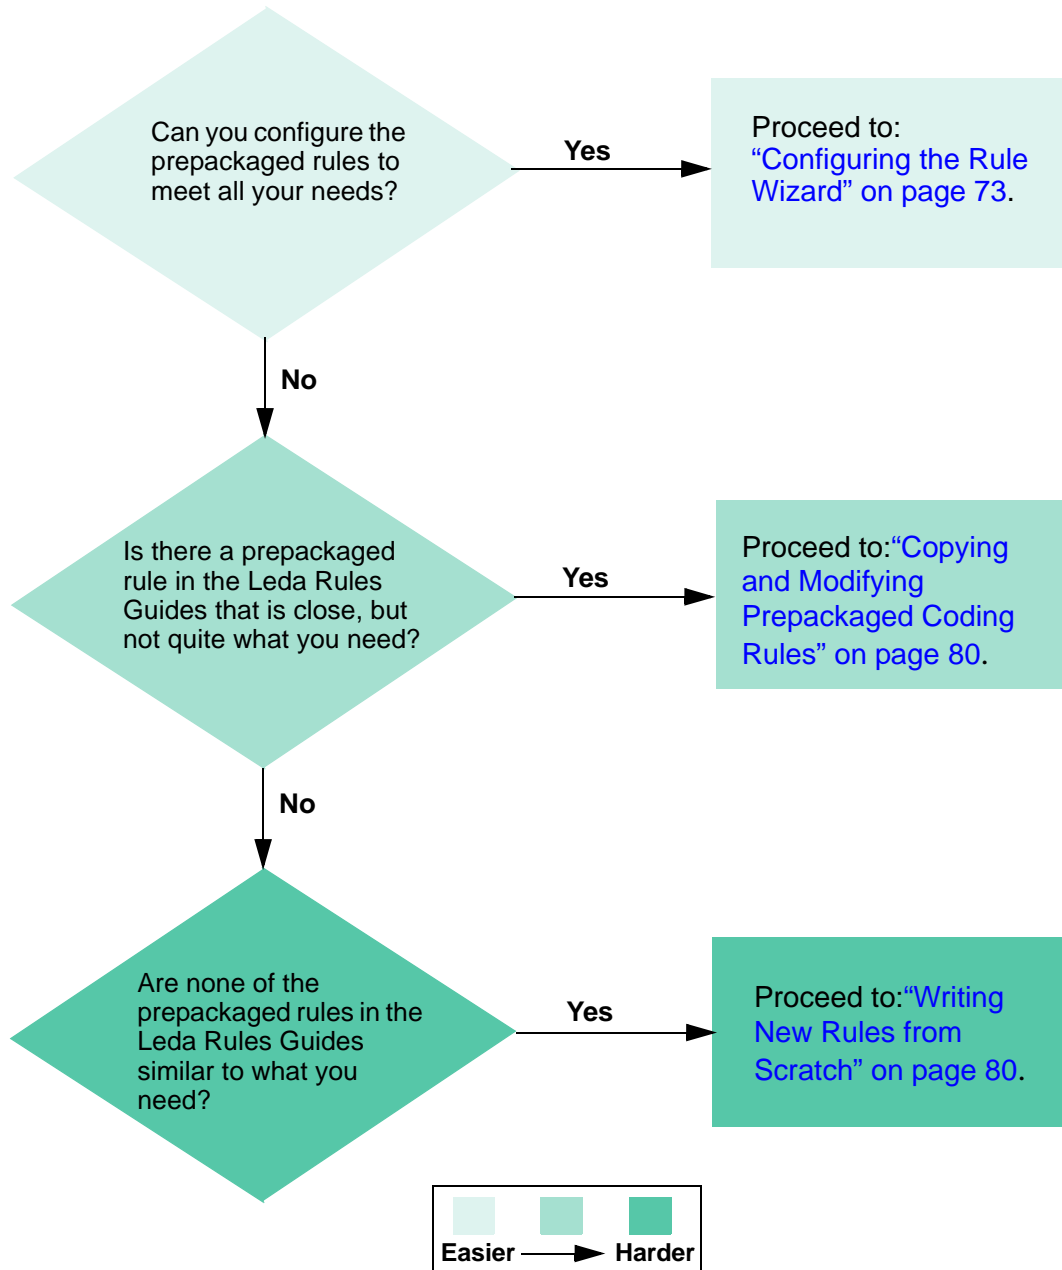 Can you configure the
prepackaged rules to
meet all your needs?
Yes
Proceed to:
“Configuring the Rule
Wizard” on page 73.
No
Is there a prepackaged
rule in the Leda Rules
Guides that is close, but
not quite what you need?
Yes
Proceed to:“Copying
and Modifying
Prepackaged Coding
Rules” on page 80.
No
Are none of the
prepackaged rules in the
Leda Rules Guides
similar to what you
need?
Yes
Proceed to:“Writing
New Rules from
Scratch” on page 80.
Easier
Harder